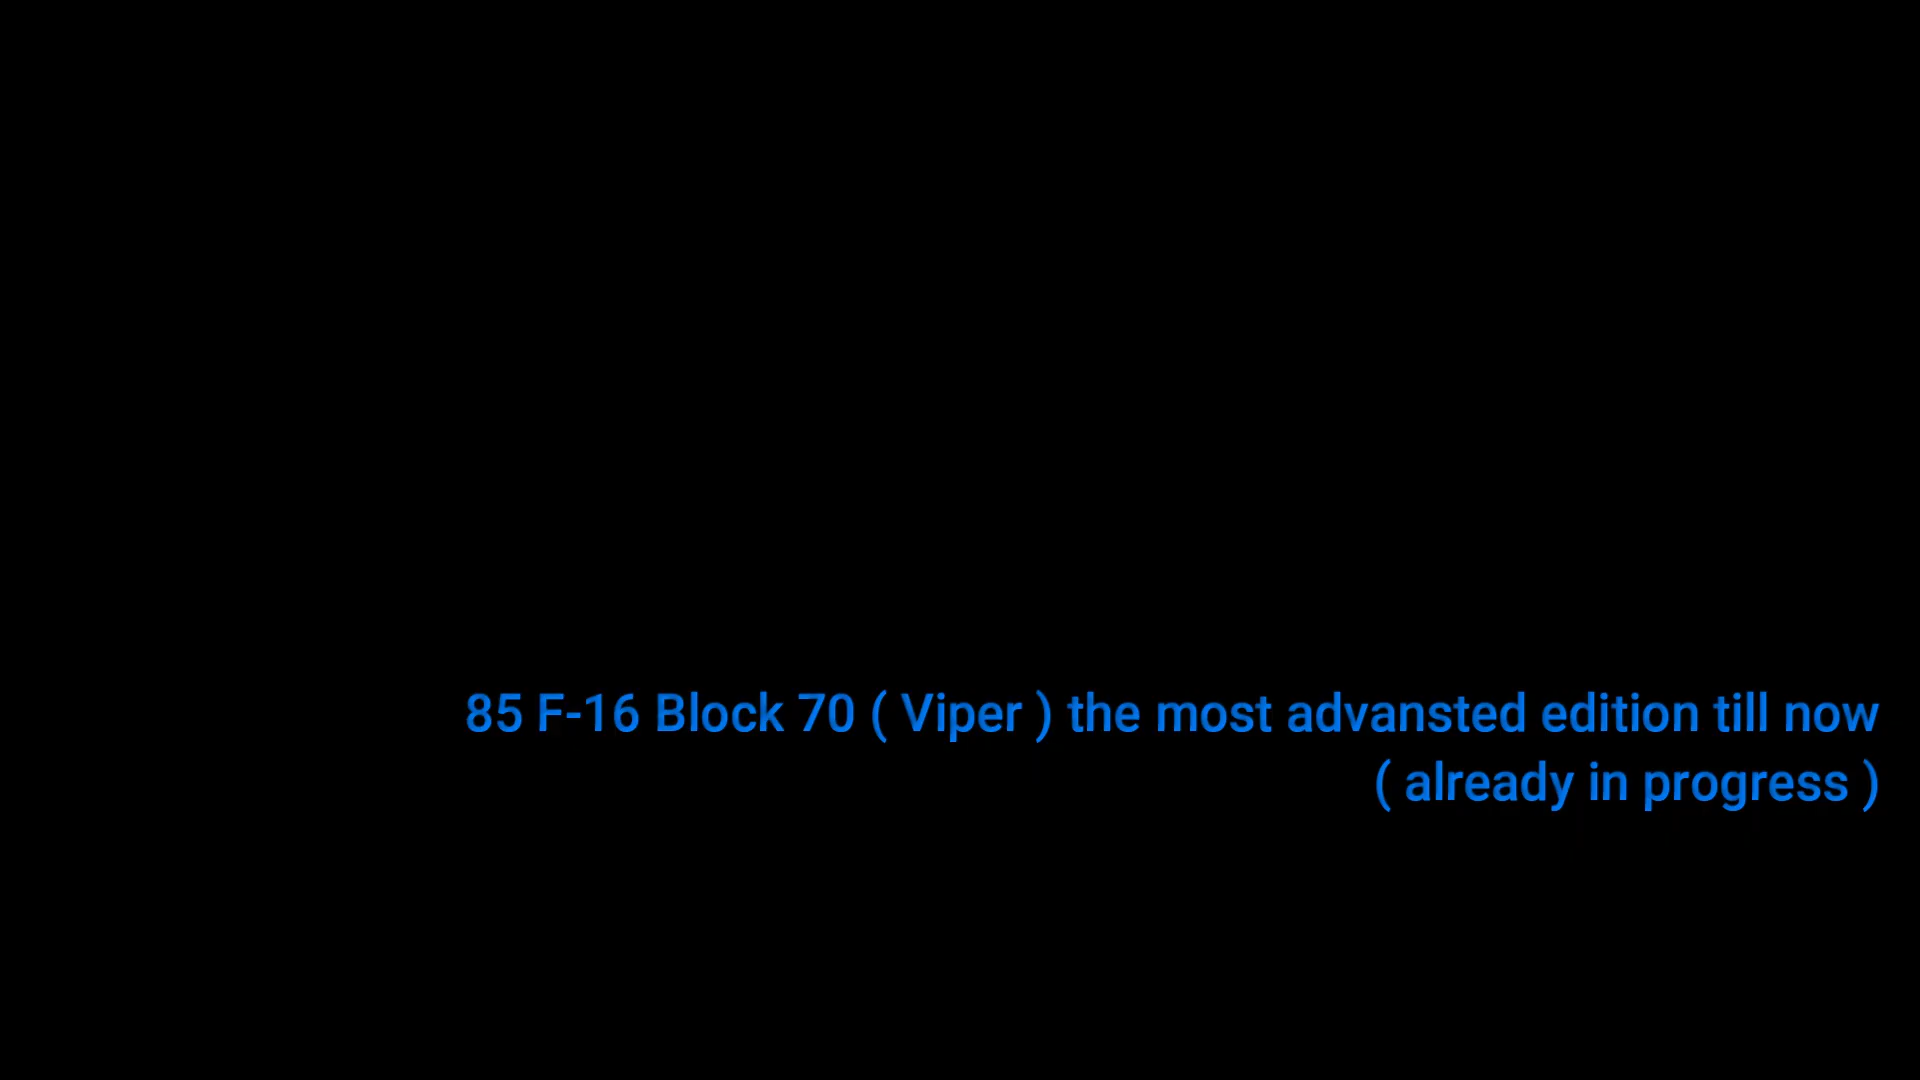 85 F-16 Block 70 ( Viper ) the most advansted edition till now
( already in progress )